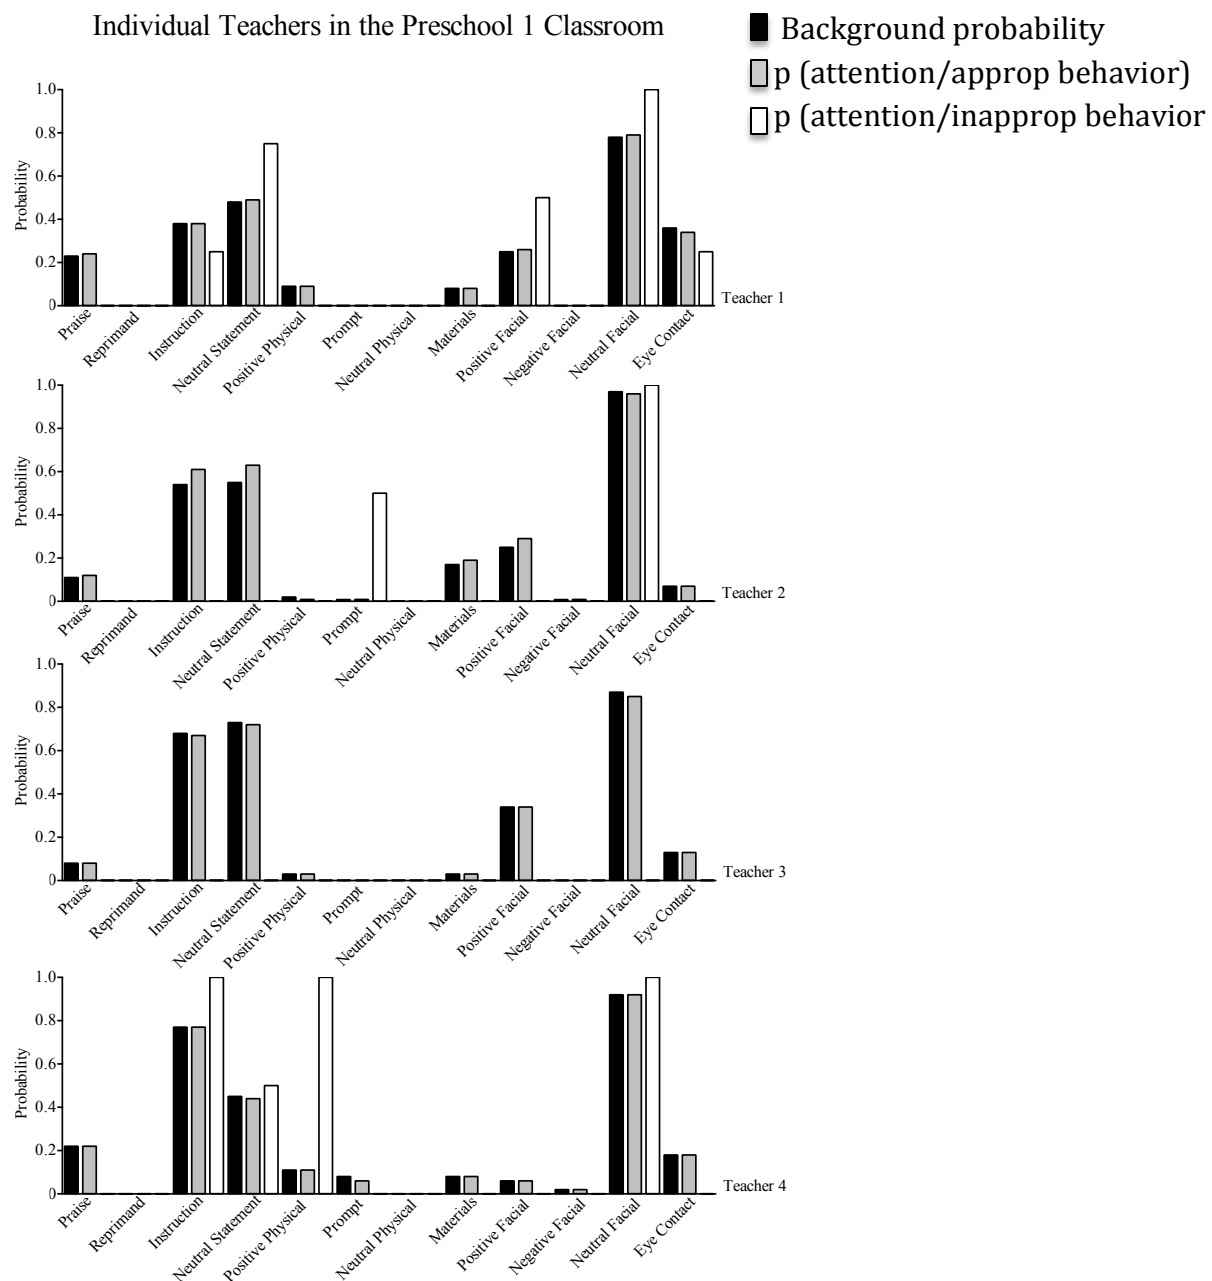 Individual Teachers in the Preschool 1 Classroom
Background probability
p (attention/approp behavior)
p (attention/inapprop behavior
1.0
0.8
0.6
0.4
0.2
0
Probability
Praise
Reprimand
Instruction
Neutral Statement
Positive Physical
Prompt
Neutral Physical
Materials
Positive Facial
Negative Facial
Neutral Facial
Eye Contact
Teacher 1
1.0
0.8
0.6
0.4
0.2
0
Probability
Praise
Reprimand
Instruction
Neutral Statement
Positive Physical
Prompt
Neutral Physical
Materials
Positive Facial
Negative Facial
Neutral Facial
Eye Contact
Teacher 2
1.0
0.8
0.6
0.4
0.2
0
Probability
Praise
Reprimand
Instruction
Neutral Statement
Positive Physical
Prompt
Neutral Physical
Materials
Positive Facial
Negative Facial
Neutral Facial
Eye Contact
Teacher 3
1.0
0.8
0.6
0.4
0.2
0
Probability
Praise
Reprimand
Instruction
Neutral Statement
Positive Physical
Prompt
Neutral Physical
Materials
Positive Facial
Negative Facial
Neutral Facial
Eye Contact
Teacher 4